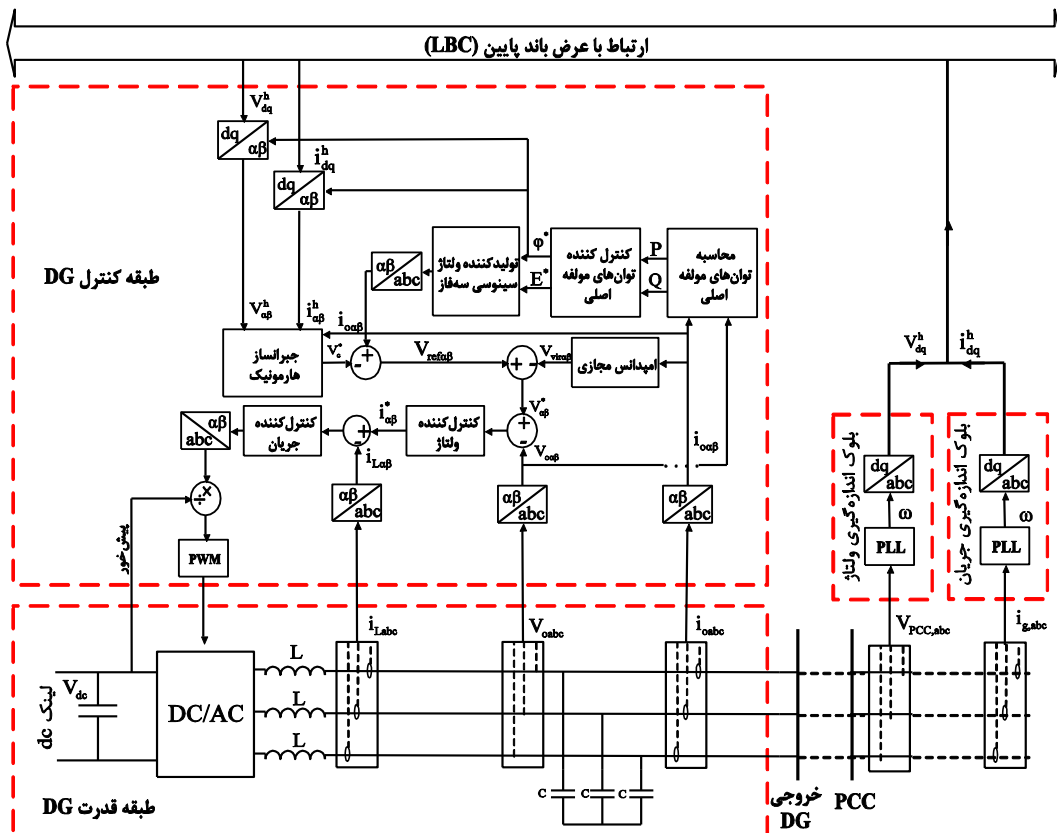 ارتباط با عرض باند پایین (LBC)
V^h_dq
dq
αβ
i^h_dq
dq
αβ
طبقه کنترل DG
αβ
abc
تولیدکننده ولتاژ
سینوسی سه‌فاز
φ*
E*
کنترل کننده
توان‌های مولفه
اصلی
P
Q
محاسبه
توان‌های مولفه
اصلی
V^h_αβ
i^h_αβ
i_oαβ
جبرانساز
هارمونیک
V*_c
+
-
V_refαβ
+
-
V_virαβ
امپدانس مجازی
V^h_dq
i^h_dq
αβ
abc
کنترل‌کننده
جریان
+
-
i*_αβ
کنترل‌کننده
ولتاژ
V*_αβ
+
-
i_Lαβ
V_oαβ
i_oαβ
×
÷
αβ
abc
αβ
abc
αβ
abc
PWM
پیش‌خور
بلوک اندازه‌گیری ولتاژ
dq
abc
ω
PLL
بلوک اندازه‌گیری جریان
dq
abc
ω
PLL
i_Labc
V_oabc
i_oabc
V_PCC,abc
i_g,abc
لینک dc
V_dc
DC/AC
L
L
L
C
C
C
طبقه قدرت DG
خروجی
DG
PCC